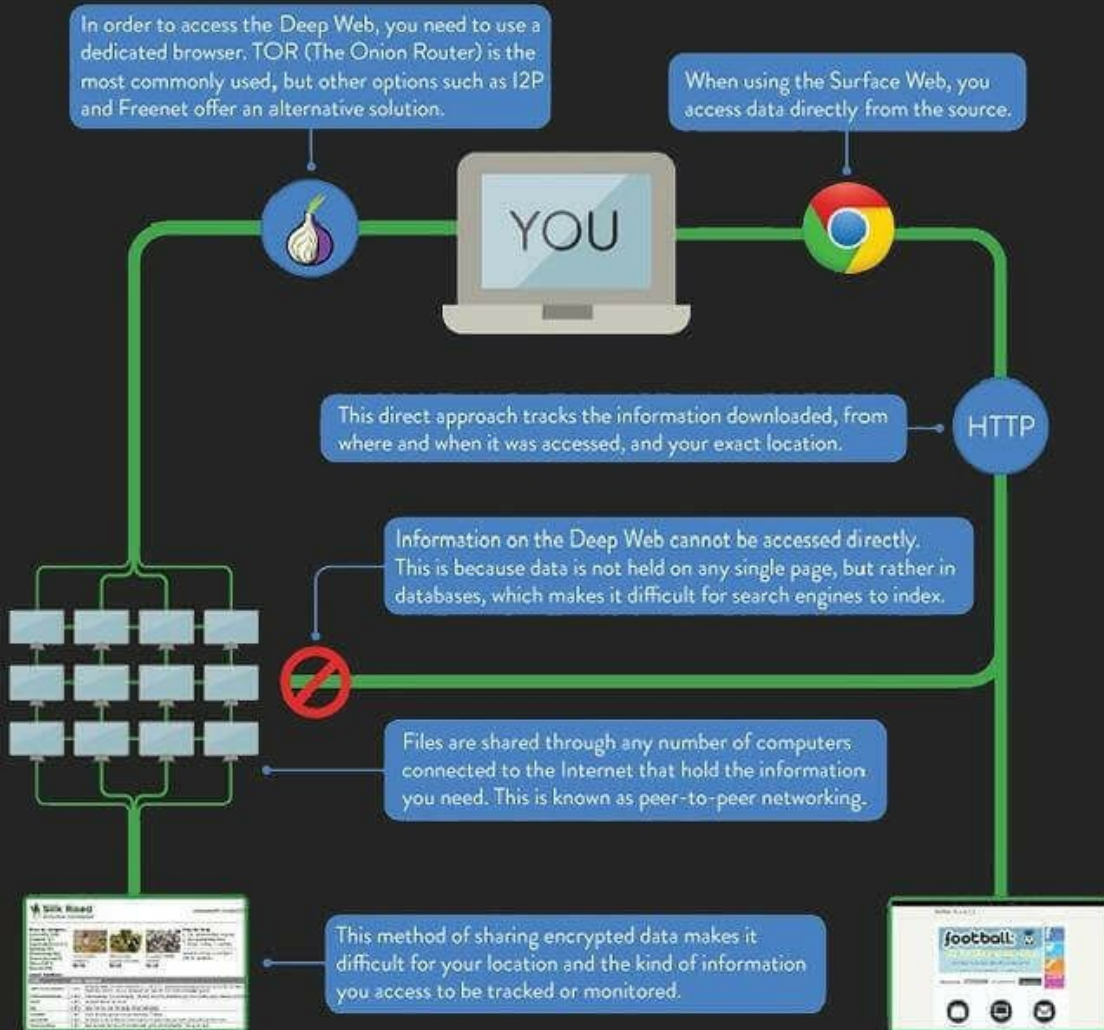 In order to access the Deep Web, you need to use a
dedicated browser. TOR (The Onion Router) is the
most commonly used, but other options such as I2P
and Freenet offer an alternative solution.
When using the Surface Web, you
access data directly from the source.
YOU
This direct approach tracks the information downloaded, from
where and when it was accessed, and your exact location.
HTTP
Information on the Deep Web cannot be accessed directly.
This is because data is not held on any single page, but rather in
databases, which makes it difficult for search engines to index.
Files are shared through any number of computers
connected to the Internet that hold the information
you need. This is known as peer-to-peer networking.
Silk Road
This method of sharing encrypted data makes it
difficult for your location and the kind of information
you access to be tracked or monitored.
football